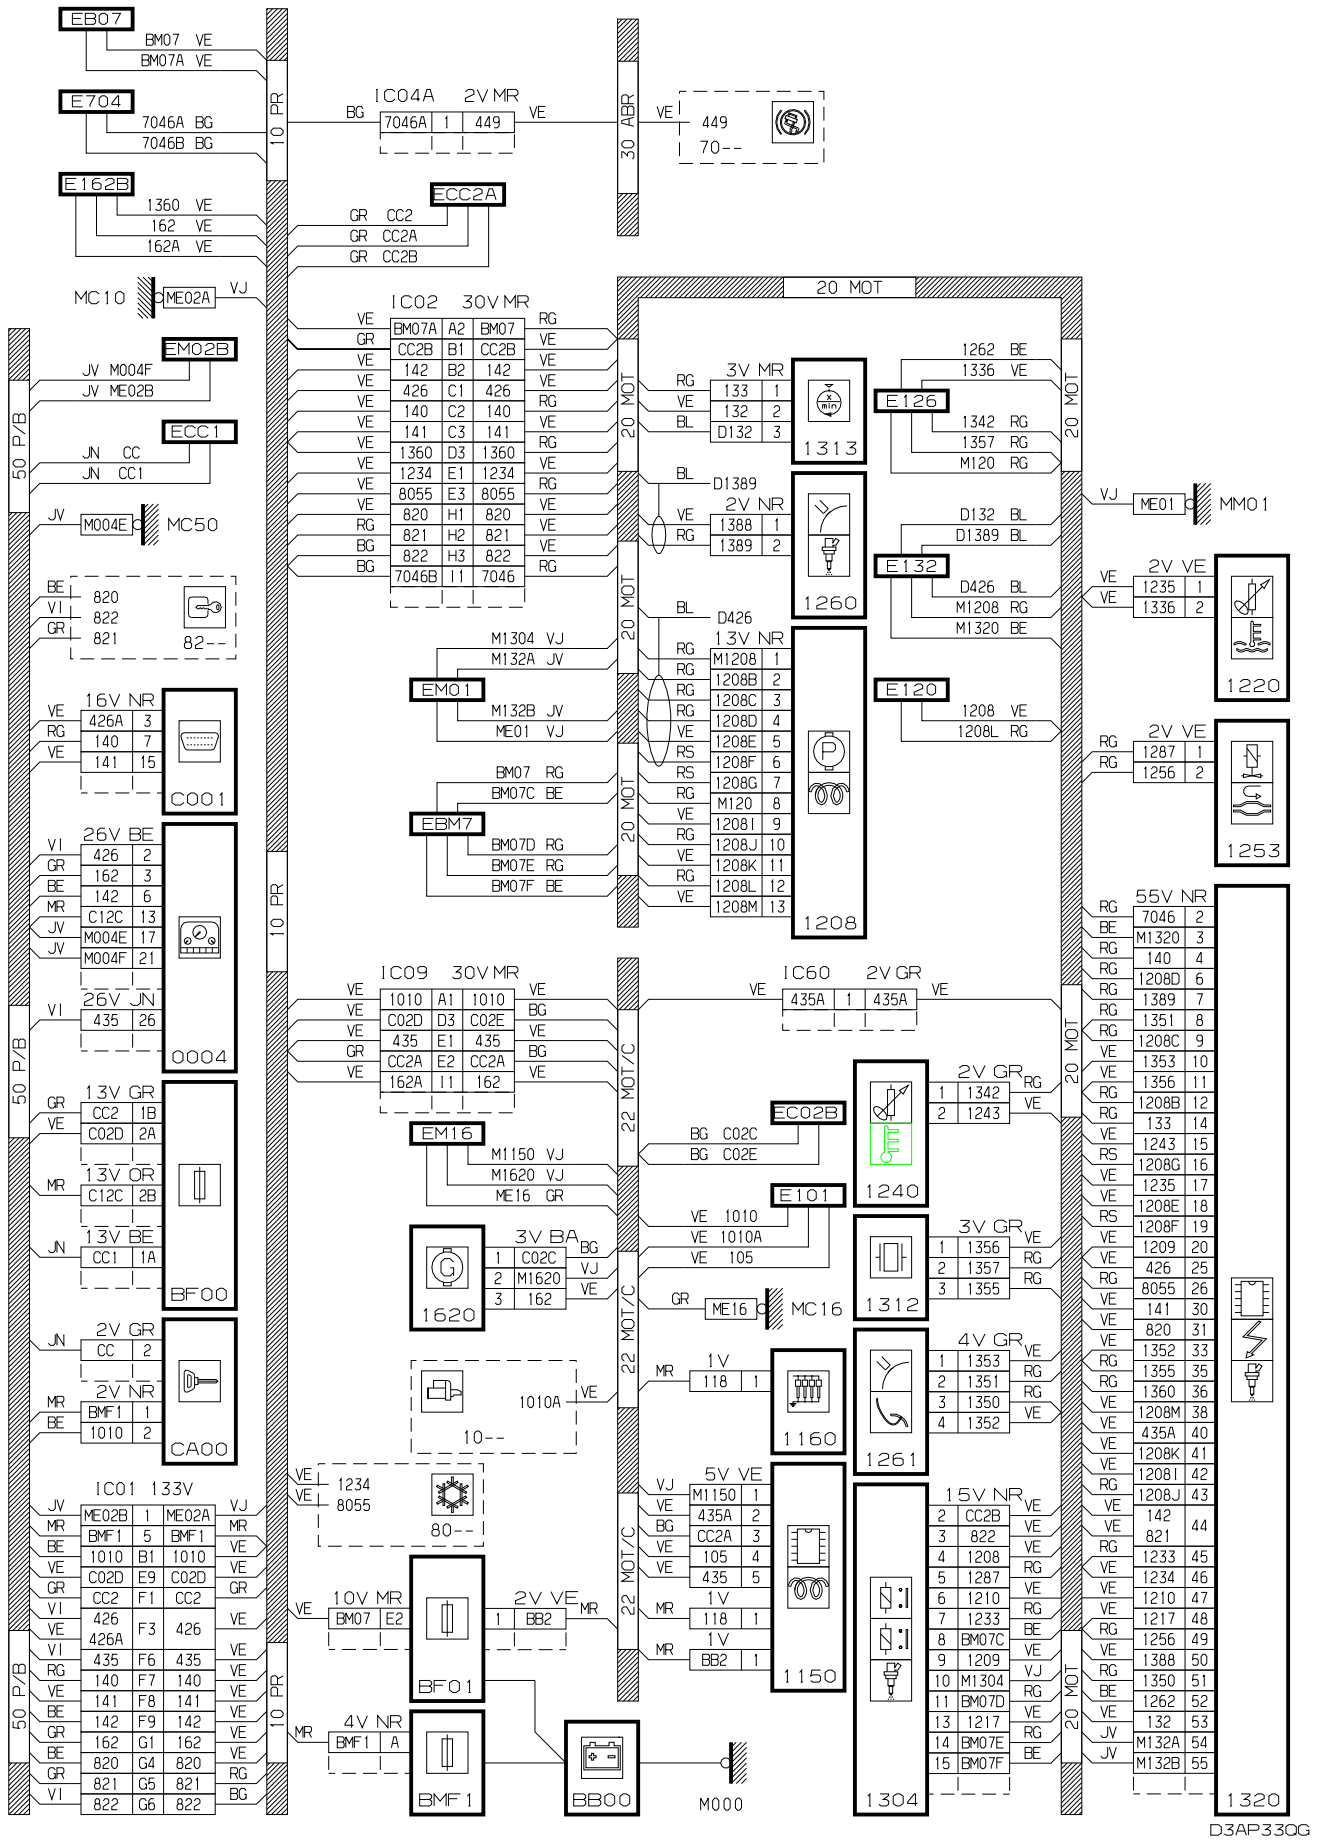 EB07
BM07 VE
BM07A VE
E704
7046A BG
7046B BG
E162B
1360 VE
162 VE
162A VE
MC10 ME02A VJ
10 PR
BG
IC04A 2V MR
7046A 1 449
VE
30 ABR
VE
449
70--
ECC2A
GR CC2
GR CC2A
GR CC2B
EM02B
JV M004F
JV ME02B
ECC1
JN CC
JN CC1
50 P/B
JV M004E MC50
BE 820
VI 822
GR 821
82--
16V NR
VE 426A 3
RG 140 7
VE 141 15
C001
26V BE
VI 426 2
GR 162 3
BE 142 6
MR C12C 13
JV M004E 17
JV M004F 21
26V JN
VI 435 26
0004
50 P/B
13V GR
GR CC2 1B
VE C02D 2A
13V OR
MR C12C 2B
13V BE
JN CC1 1A
BF00
2V GR
JN CC 2
2V NR
MR BMF1 1
BE 1010 2
CA00
IC01 133V
JV ME02B 1 ME02A VJ
MR BMF1 5 BMF1 MR
BE 1010 B1 1010 VE
VE C02D E9 C02D VE
GR CC2 F1 CC2 GR
VI 426 F3 426 VE
VE 426A
VI 435 F6 435 VE
RG 140 F7 140 VE
VE 141 F8 141 VE
BE 142 F9 142 VE
GR 162 G1 162 VE
BE 820 G4 820 VE
GR 821 G5 821 RG
VI 822 G6 822 BG
50 P/B
10 PR
10 PR
IC02 30V MR
VE BM07A A2 BM07 RG
GR CC2B B1 CC2B VE
VE 142 B2 142 VE
VE 426 C1 426 VE
VE 140 C2 140 RG
VE 141 C3 141 VE
VE 1360 D3 1360 RG
VE 1234 E1 1234 VE
VE 8055 E3 8055 RG
VE 820 H1 820 VE
RG 821 H2 821 VE
BG 822 H3 822 VE
BG 7046B I1 7046 RG
M1304 VJ
M132A JV
EM01
M132B JV
ME01 VJ
BM07 RG
BM07C BE
EBM7
BM07D RG
BM07E RG
BM07F BE
IC09 30V MR
VE 1010 A1 1010 VE
VE C02D D3 C02E BG
VE 435 E1 435 VE
GR CC2A E2 CC2A BG
VE 162A I1 162 VE
EM16
M1150 VJ
M1620 VJ
ME16 GR
3V BA
1 C02C BG
2 M1620 VJ
3 162 VE
1620
1010A VE
10--
VE 1234
VE 8055
80--
10V MR
VE BM07 E2
2V VE
1 BB2 MR
BF01
4V NR
MR BMF1 A
BMF1
BB00
M000
20 MOT
20 MOT
20 MOT
20 MOT
3V MR
RG 133 1
VE 132 2
BL D132 3
1313
BL D1389
2V NR
VE 1388 1
RG 1389 2
1260
BL D426
13V NR
RG M1208 1
RG 1208B 2
RG 1208C 3
RG 1208D 4
VE 1208E 5
RS 1208F 6
RS 1208G 7
RG M120 8
VE 1208I 9
RG 1208J 10
VE 1208K 11
RG 1208L 12
VE 1208M 13
1208
1262 BE
1336 VE
E126
1342 RG
1357 RG
M120 RG
D132 BL
D1389 BL
E132
D426 BL
M1208 RG
M1320 BE
E120
1208 VE
1208L RG
VE
IC60 2V GR
435A 1 435A
VE
22 MOT/C
22 MOT/C
22 MOT/C
EC02B
BG C02C
BG C02E
E101
VE 1010
VE 1010A
VE 105
GR ME16 MC16
1V
MR 118 1
1160
5V VE
VJ M1150 1
VE 435A 2
BG CC2A 3
VE 105 4
VE 435 5
1V
MR 118 1
1V
MR BB2 1
1150
2V GR
1 1342 RG
2 1243 VE
1240
3V GR
1 1356 VE
2 1357 RG
3 1355 RG
1312
4V GR
1 1353 VE
2 1351 RG
3 1350 RG
4 1352 VE
1261
15V NR
2 CC2B VE
3 822 VE
4 1208 VE
5 1287 RG
6 1210 VE
7 1233 RG
8 BM07C BE
9 1209 VE
10 M1304 VJ
11 BM07D RG
13 1217 VE
14 BM07E RG
15 BM07F BE
1304
20 MOT
20 MOT
20 MOT
VJ ME01 MM01
2V VE
VE 1235 1
VE 1336 2
1220
2V VE
RG 1287 1
RG 1256 2
1253
55V NR
RG 7046 2
BE M1320 3
RG 140 4
RG 1208D 6
RG 1389 7
RG 1351 8
RG 1208C 9
VE 1353 10
VE 1356 11
RG 1208B 12
RG 133 14
VE 1243 15
RS 1208G 16
VE 1235 17
VE 1208E 18
RS 1208F 19
VE 1209 20
VE 426 25
RG 8055 26
VE 141 30
VE 820 31
VE 1352 33
RG 1355 35
RG 1360 36
VE 1208M 38
VE 435A 40
VE 1208K 41
VE 1208I 42
RG 1208J 43
VE 142 44
VE 821
RG 1233 45
VE 1234 46
VE 1210 47
VE 1217 48
RG 1256 49
VE 1388 50
RG 1350 51
BE 1262 52
VE 132 53
JV M132A 54
JV M132B 55
1320
D3AP33QG